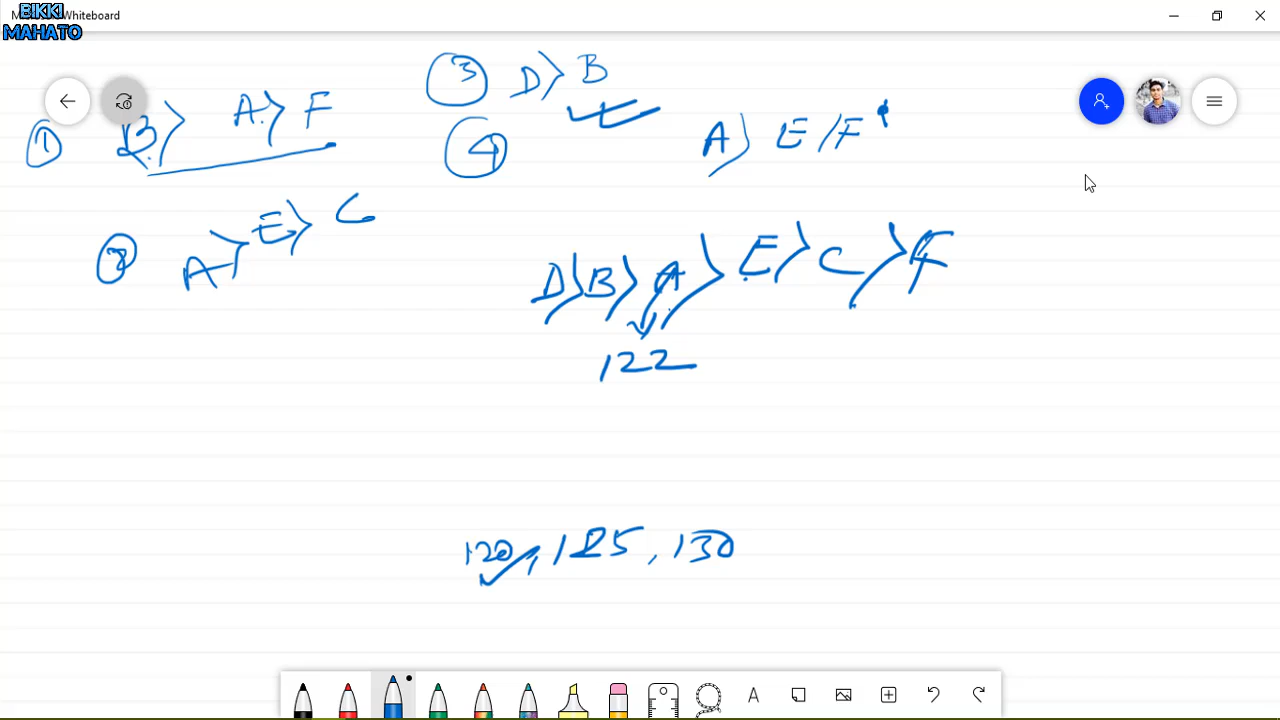 BIKKI
MAHATO
Whiteboard
① B > A > F
② A > E > C
③ D > B
④ A > E / F
D > B > A > E > C > F
122
120, 125, 130
A